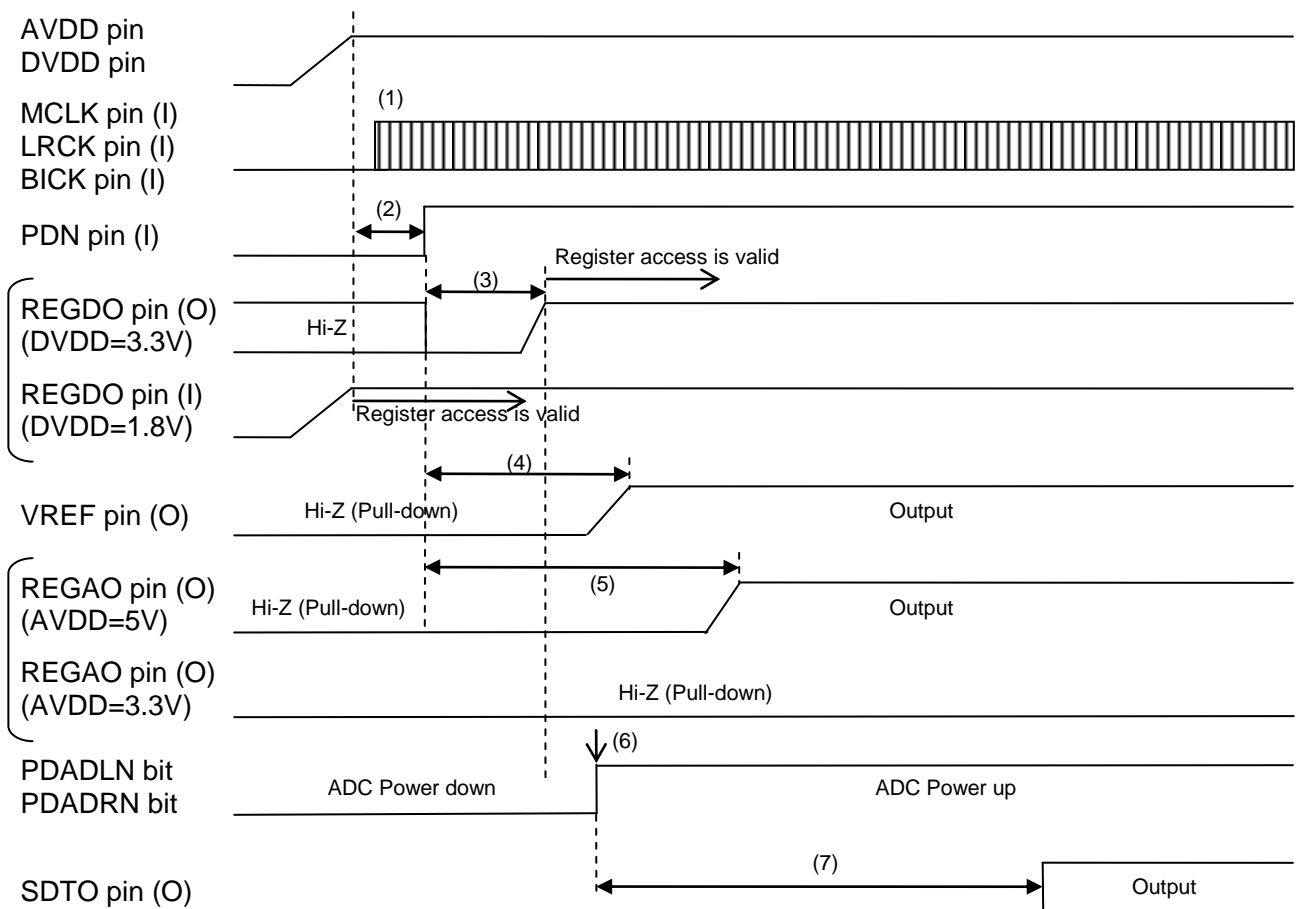 AVDD pin
DVDD pin
(1)
MCLK pin (I)
LRCK pin (I)
BICK pin (I)
(2)
PDN pin (I)
Register access is valid
(3)
REGDO pin (O)
(DVDD=3.3V)
Hi-Z
REGDO pin (I)
(DVDD=1.8V)
Register access is valid
(4)
VREF pin (O)
Hi-Z (Pull-down)
Output
(5)
REGAO pin (O)
(AVDD=5V)
Hi-Z (Pull-down)
Output
REGAO pin (O)
(AVDD=3.3V)
Hi-Z (Pull-down)
(6)
PDADLN bit
PDADRN bit
ADC Power down
ADC Power up
(7)
SDTO pin (O)
Output